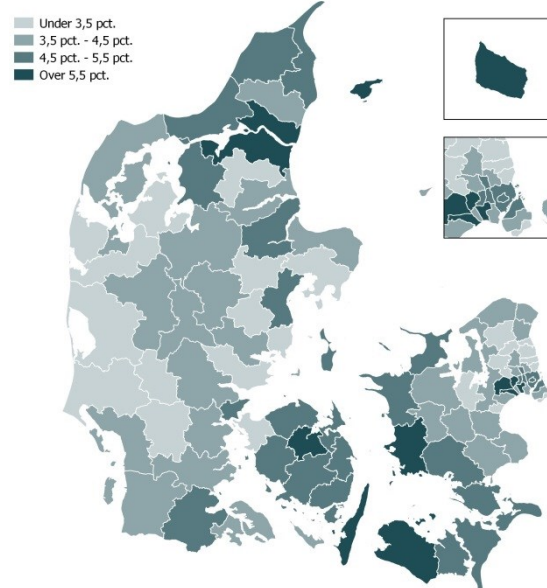 Under 3,5 pct.
3,5 pct. - 4,5 pct.
4,5 pct. - 5,5 pct.
Over 5,5 pct.